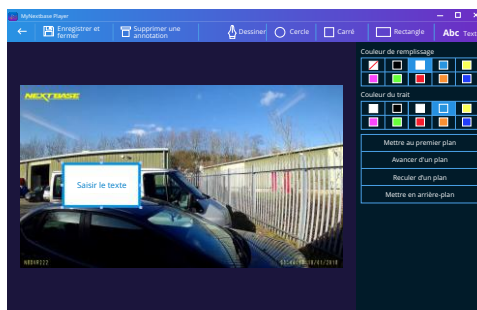 MyNextbase Player
Enregistrer et fermer
Supprimer une annotation
Dessiner
Cercle
Carré
Rectangle
Abc Text
Couleur de remplissage
Couleur du trait
Mettre au premier plan
Avancer d'un plan
Reculer d'un plan
Mettre en arrière-plan
NEXTBASE
Saisir le texte